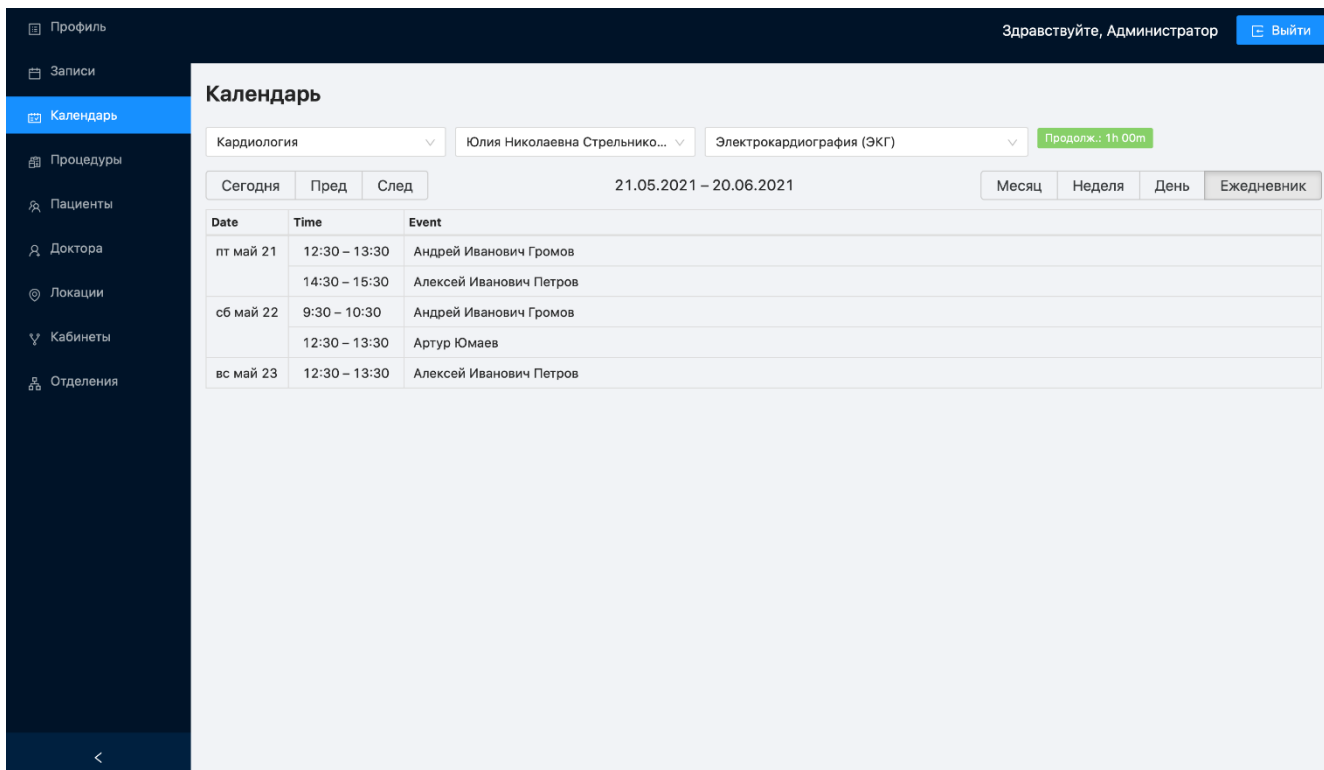 Профиль
Здравствуйте, Администратор
Выйти
Записи
Календарь
Процедуры
Пациенты
Доктора
Локации
Кабинеты
Отделения
Календарь
Кардиология
Юлия Николаевна Стрельнико...
Электрокардиография (ЭКГ)
Продолж.: 1h 00m
Сегодня Пред След
21.05.2021 – 20.06.2021
Месяц Неделя День Ежедневник
Date Time Event
пт май 21 12:30 – 13:30 Андрей Иванович Громов
14:30 – 15:30 Алексей Иванович Петров
сб май 22 9:30 – 10:30 Андрей Иванович Громов
12:30 – 13:30 Артур Юмаев
вс май 23 12:30 – 13:30 Алексей Иванович Петров